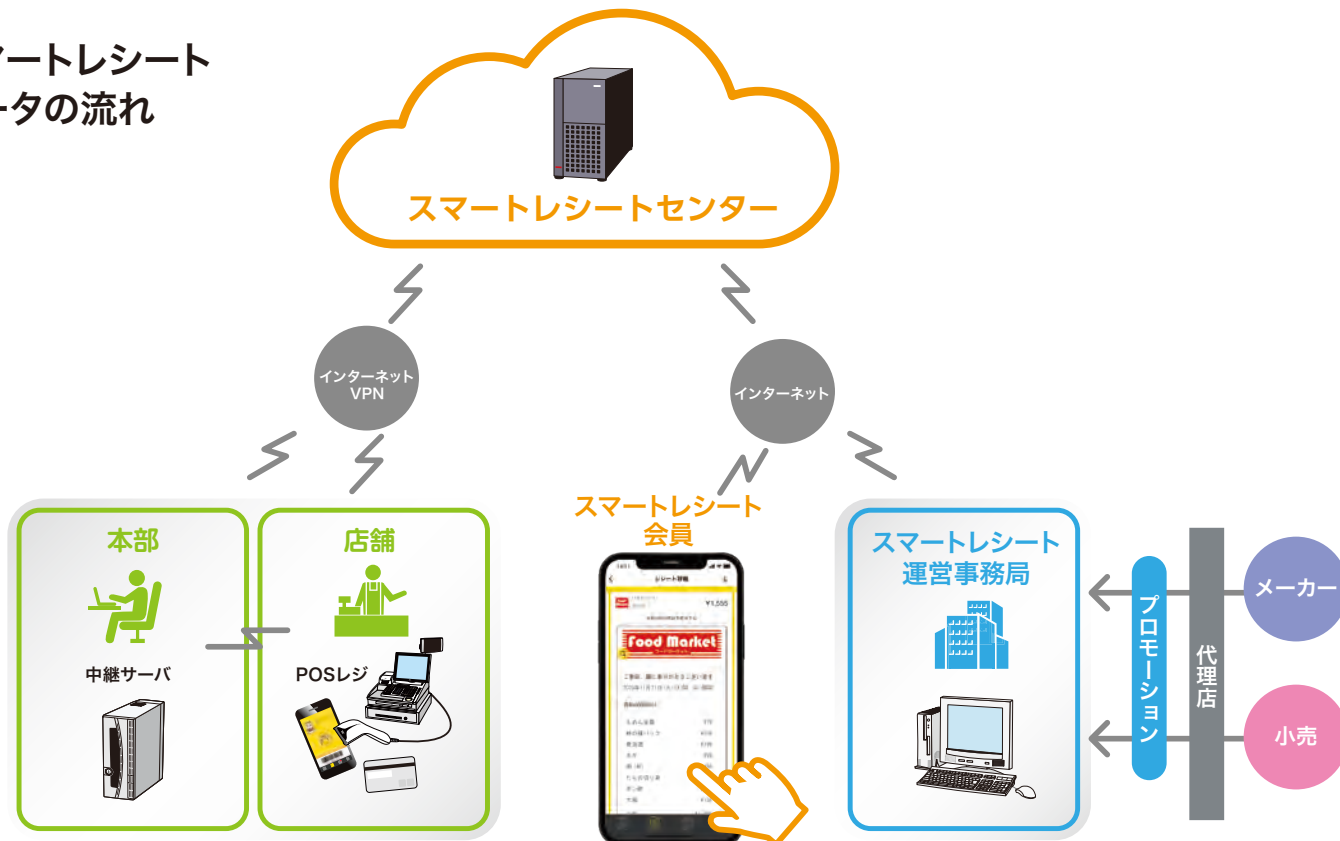 マートレシート
ータの流れ
スマートレシートセンター
インターネット
VPN
インターネット
本部
中継サーバ
店舗
POSレジ
スマートレシート
会員
¥1,555
Food Market
スマートレシート
運営事務局
プロモーション
代理店
メーカー
小売